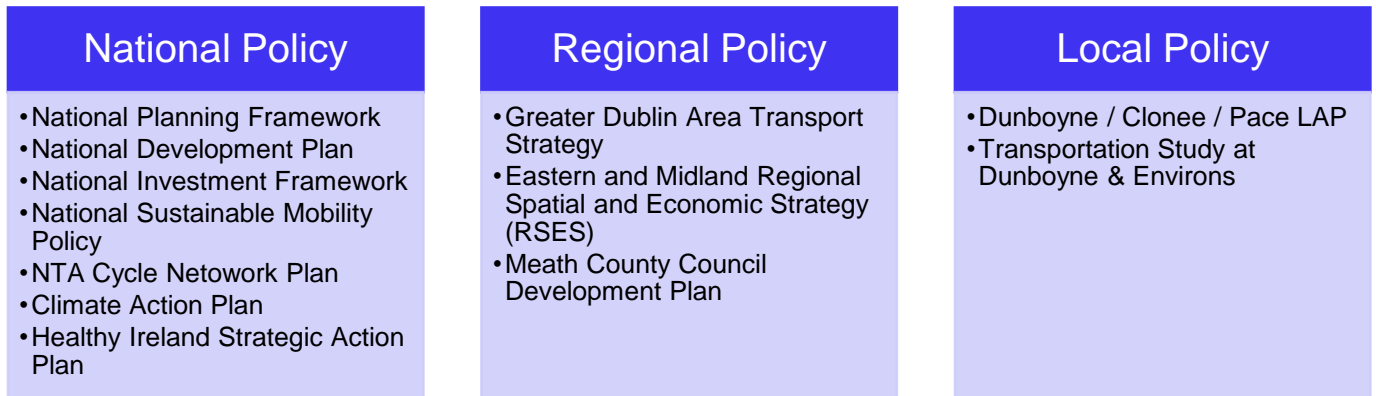 National Policy
•National Planning Framework
•National Development Plan
•National Investment Framework
•National Sustainable Mobility
Policy
•NTA Cycle Netowork Plan
•Climate Action Plan
•Healthy Ireland Strategic Action
Plan
Regional Policy
•Greater Dublin Area Transport
Strategy
•Eastern and Midland Regional
Spatial and Economic Strategy
(RSES)
•Meath County Council
Development Plan
Local Policy
•Dunboyne / Clonee / Pace LAP
•Transportation Study at
Dunboyne & Environs